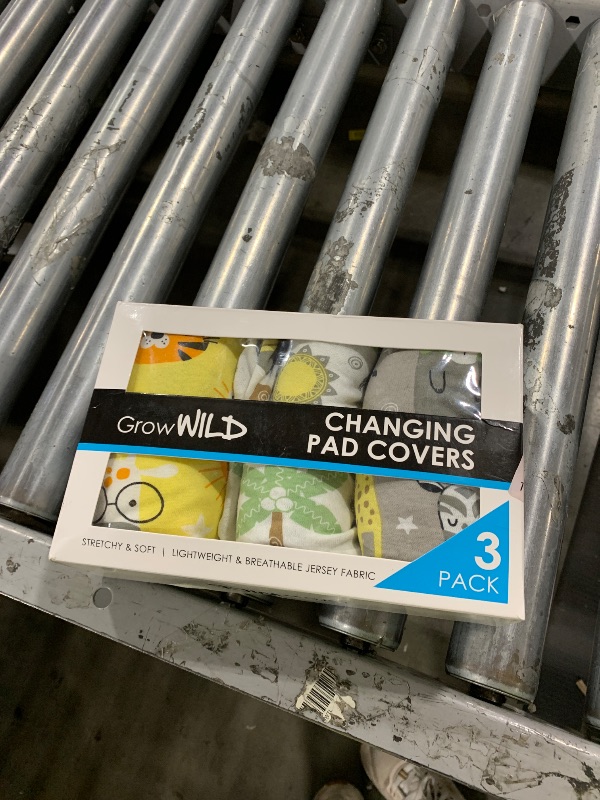 GrowWILD
CHANGING
PAD COVERS
STRETCHY & SOFT | LIGHTWEIGHT & BREATHABLE JERSEY FABRIC
3
PACK